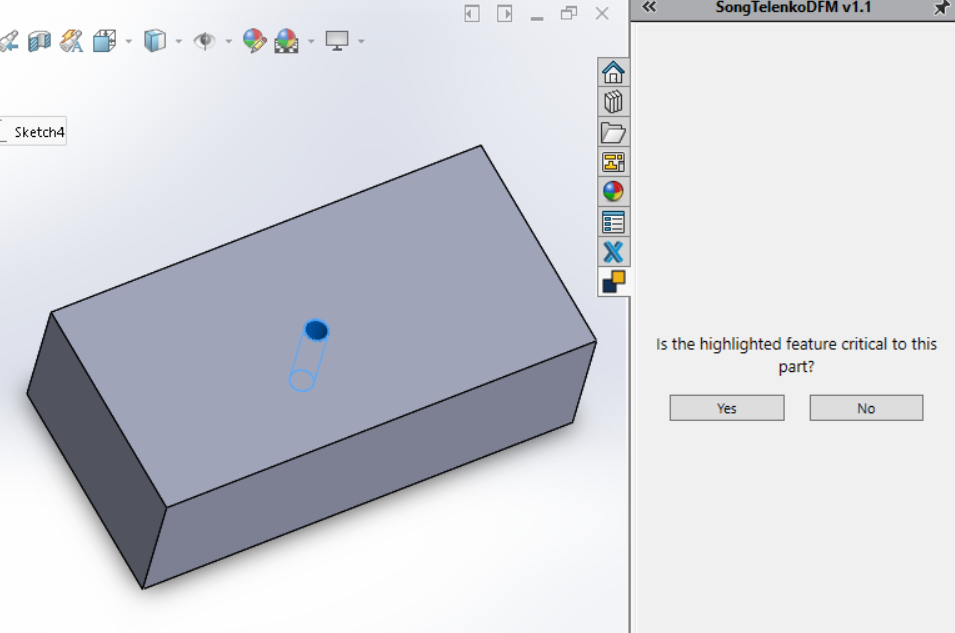 SongTelenkoDFM v1.1
Sketch4
Is the highlighted feature critical to this
part?
Yes
No